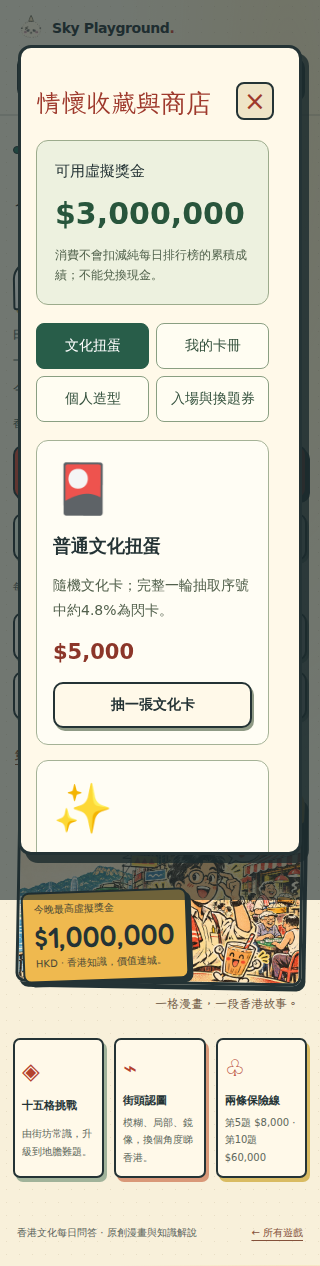 Sky Playground.
情懷收藏與商店
×
可用虛擬獎金
$3,000,000
消費不會扣減純每日排行榜的累積成
績；不能兌換現金。
文化扭蛋
我的卡冊
個人造型
入場與換題券
普通文化扭蛋
隨機文化卡；完整一輪抽取序號
中約4.8%為閃卡。
$5,000
抽一張文化卡
今晚最高虛擬獎金
$1,000,000
HKD · 香港知識，價值連城。
一格漫畫，一段香港故事。
十五格挑戰
由街坊常識，升
級到地膽難題。
街頭認圖
模糊、局部、鏡
像，換個角度睇
香港。
兩條保險線
第5題 $8,000 ·
第10題
$60,000
香港文化每日問答 · 原創漫畫與知識解說
← 所有遊戲